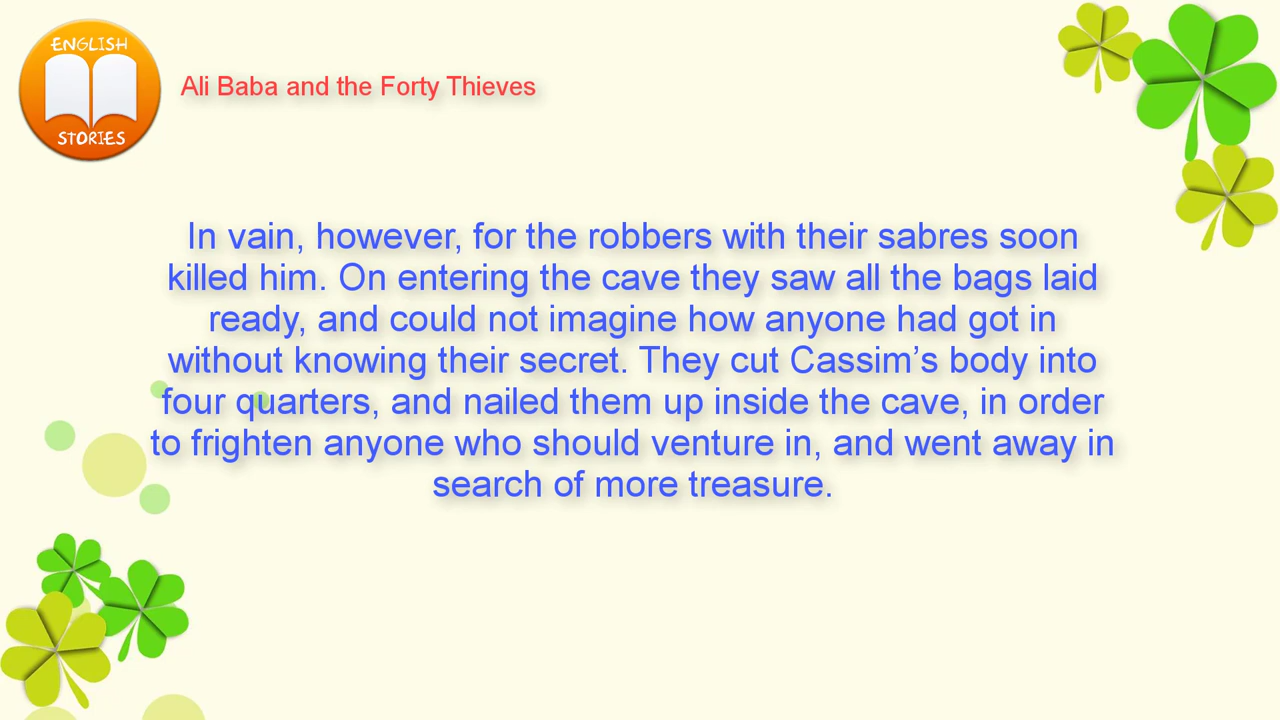 ENGLISH
STORIES
Ali Baba and the Forty Thieves
In vain, however, for the robbers with their sabres soon
killed him. On entering the cave they saw all the bags laid
ready, and could not imagine how anyone had got in
without knowing their secret. They cut Cassim’s body into
four quarters, and nailed them up inside the cave, in order
to frighten anyone who should venture in, and went away in
search of more treasure.